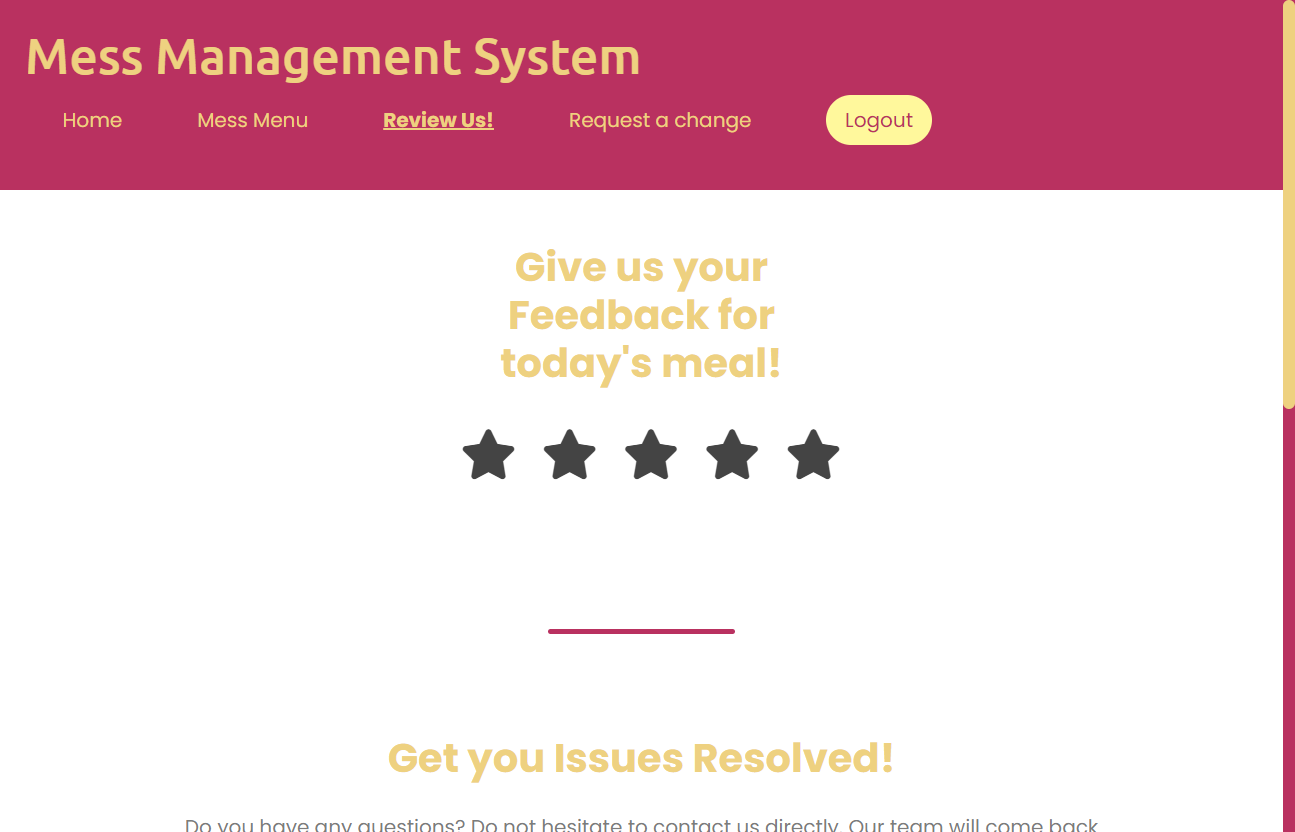 Mess Management System
Home Mess Menu Review Us! Request a change Logout
Give us your
Feedback for
today's meal!
Get you Issues Resolved!
Do you have any questions? Do not hesitate to contact us directly. Our team will come back